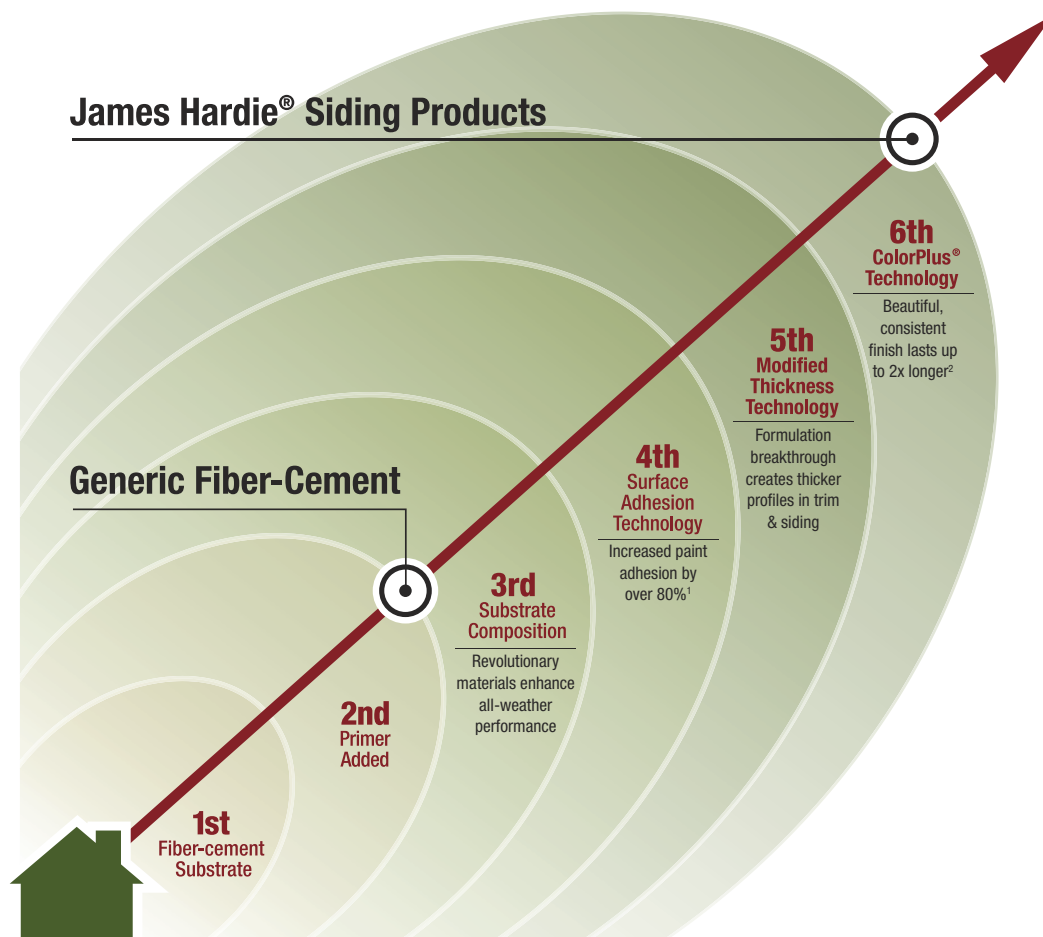 James Hardie® Siding Products
6th
ColorPlus®
Technology
Beautiful,
consistent
finish lasts up
to 2x longer²
5th
Modified
Thickness
Technology
Formulation
breakthrough
creates thicker
profiles in trim
& siding
4th
Surface
Adhesion
Technology
Increased paint
adhesion by
over 80%¹
Generic Fiber-Cement
3rd
Substrate
Composition
Revolutionary
materials enhance
all-weather
performance
2nd
Primer
Added
1st
Fiber-cement
Substrate